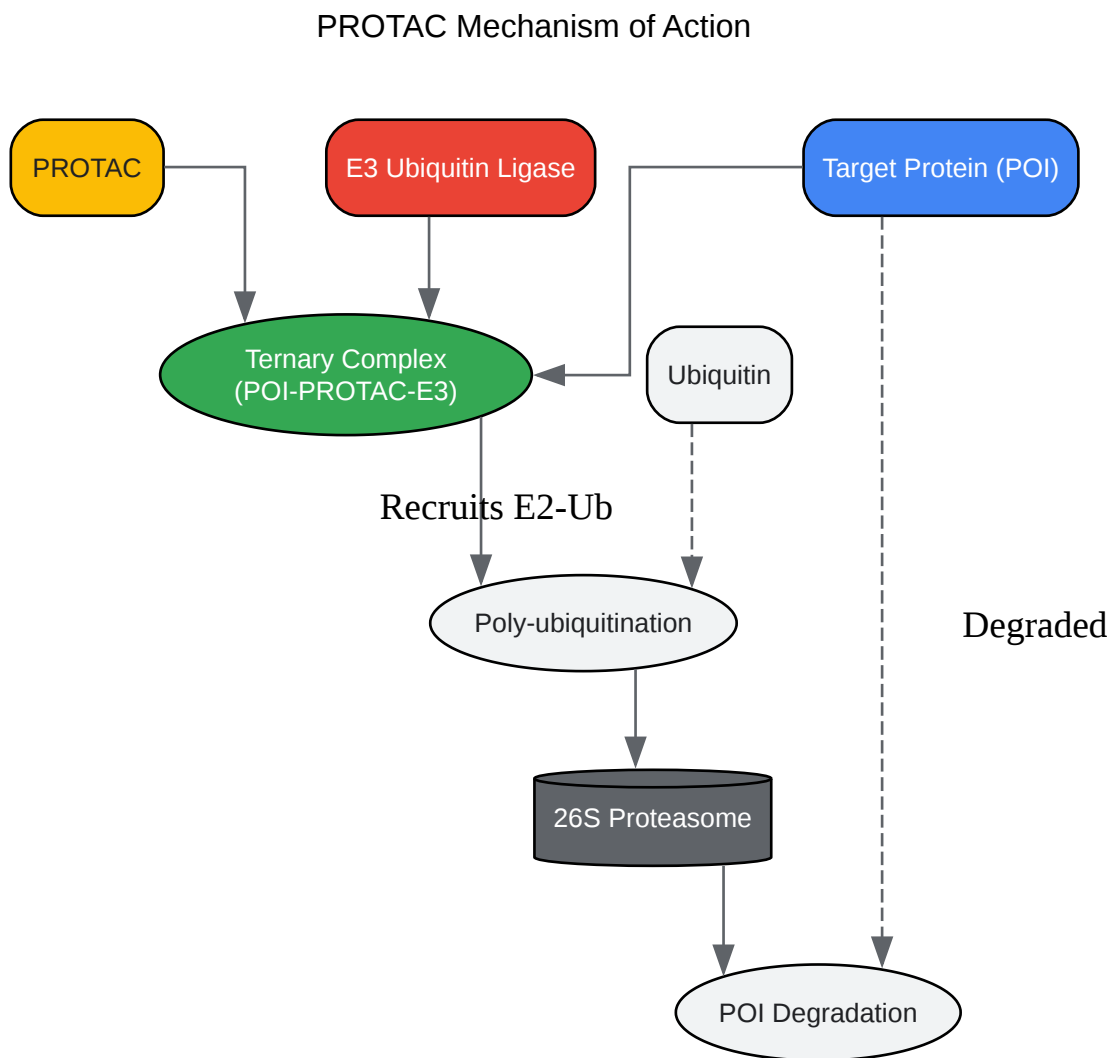 PROTAC Mechanism of Action
PROTAC
E3 Ubiquitin Ligase
Target Protein (POI)
Ternary Complex
(POI-PROTAC-E3)
Ubiquitin
Recruits E2-Ub
Poly-ubiquitination
Degraded
26S Proteasome
POI Degradation